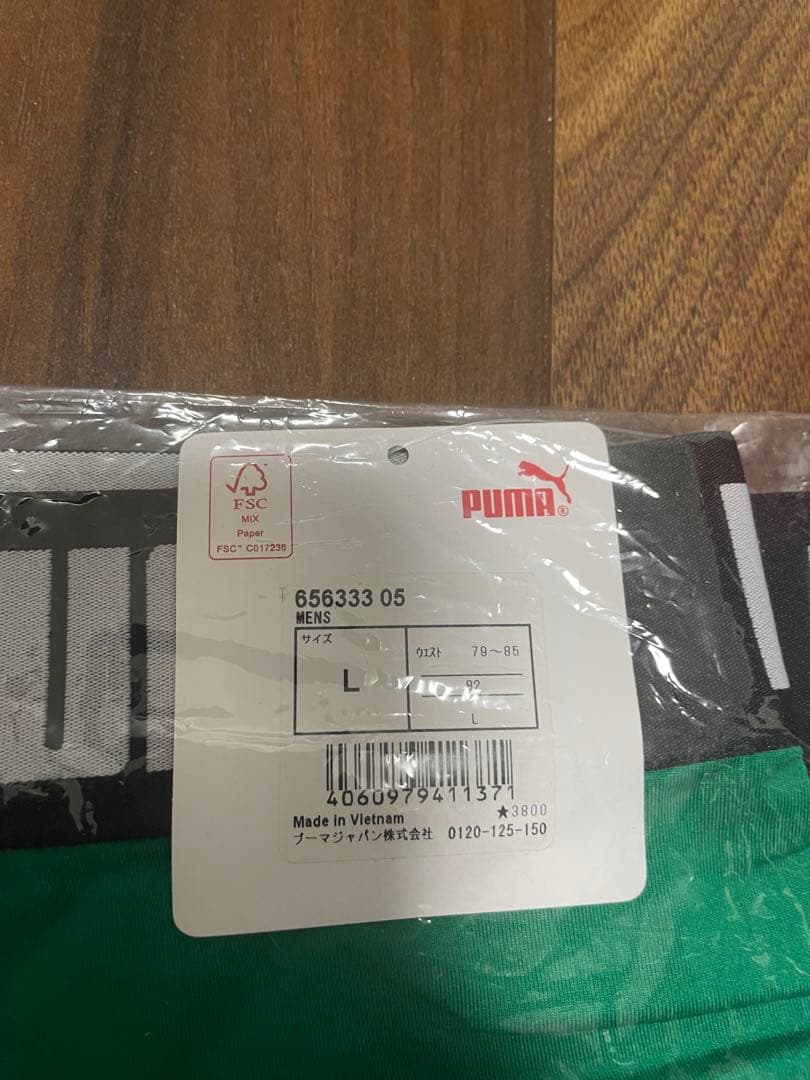 FSC
MIX
Paper
FSC™ C017236
PUMA®
656333 05
MENS
サイズ
L
ウエスト 79～85
82
L
4060979411371
★3800
Made in Vietnam
プーマジャパン株式会社 0120-125-150